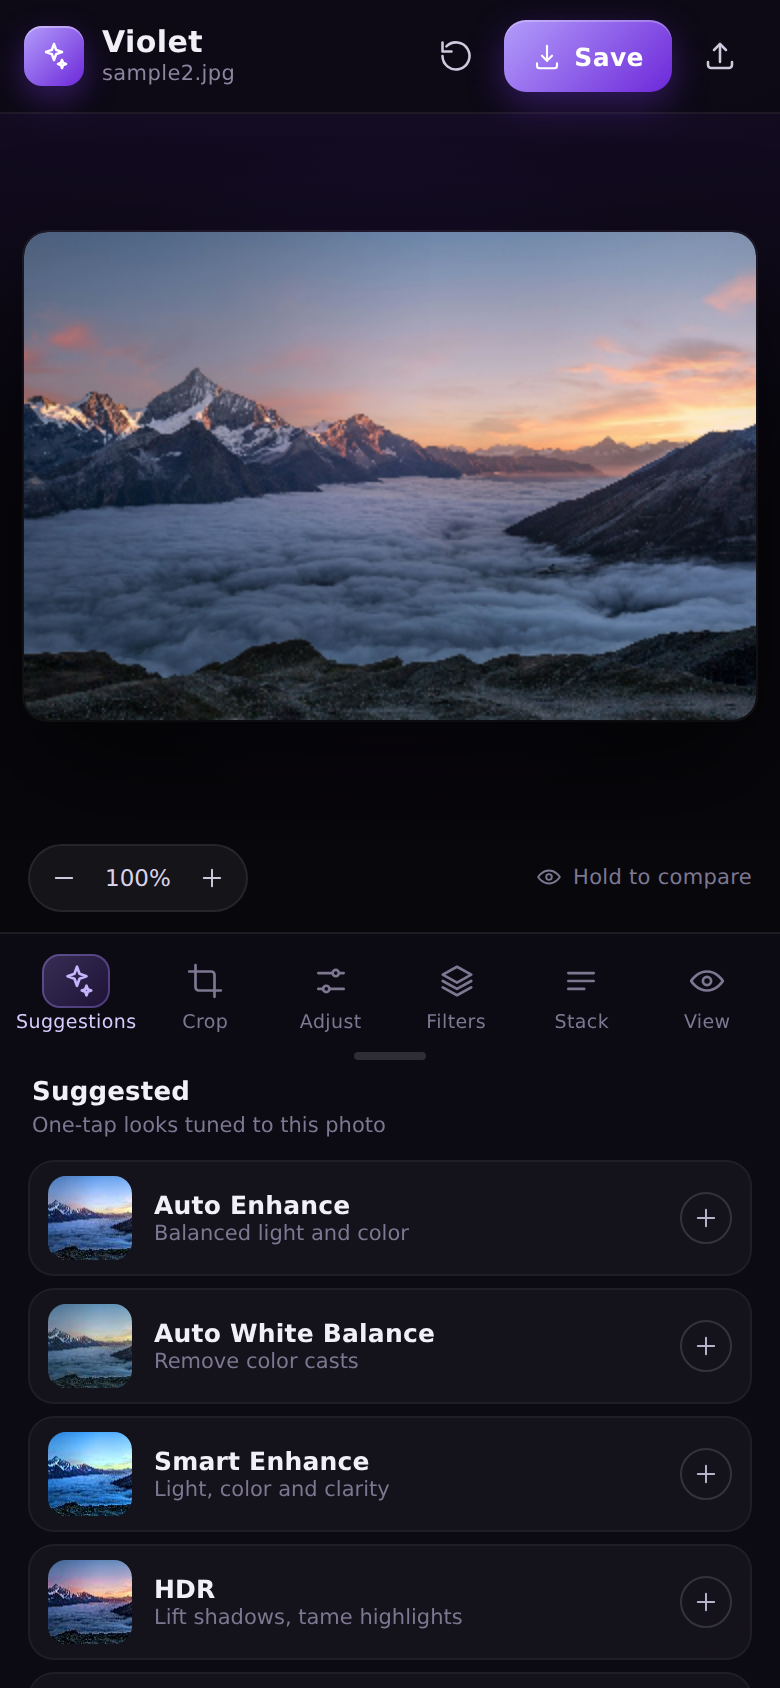 Violet
sample2.jpg
Save
100%
Hold to compare
Suggestions
Crop
Adjust
Filters
Stack
View
Suggested
One-tap looks tuned to this photo
Auto Enhance
Balanced light and color
Auto White Balance
Remove color casts
Smart Enhance
Light, color and clarity
HDR
Lift shadows, tame highlights